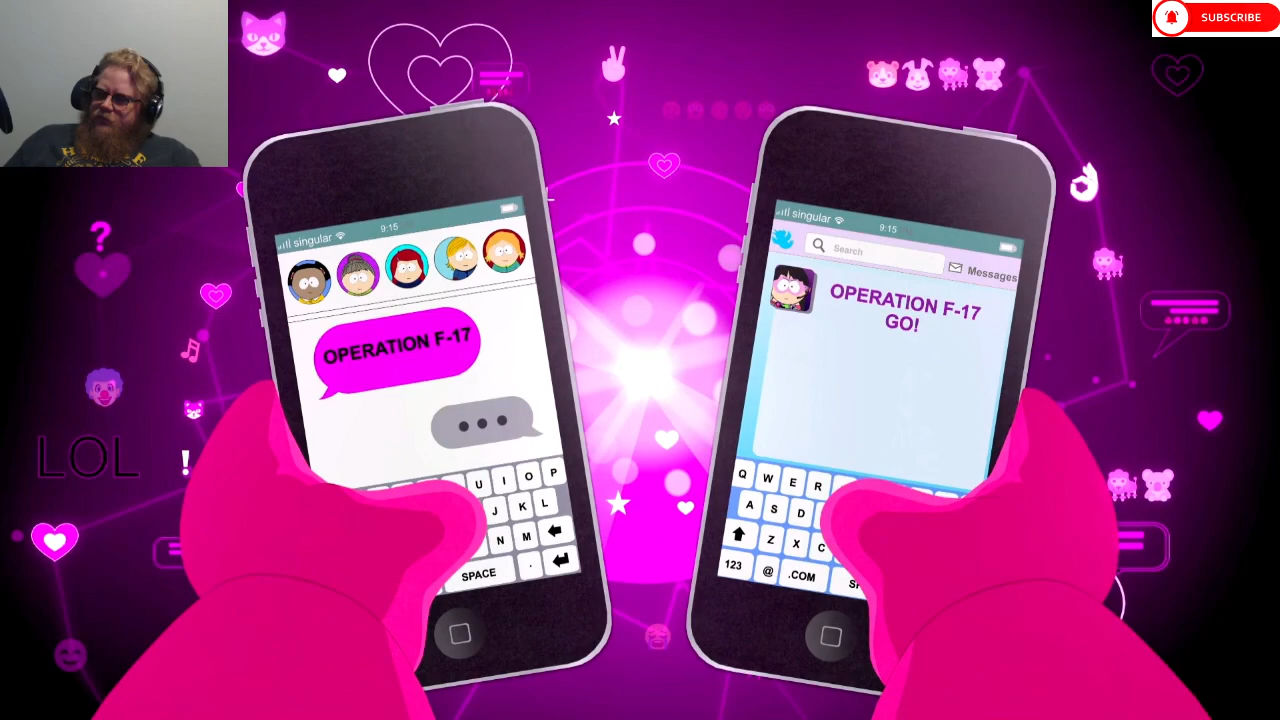 SUBSCRIBE
singular
9:15
OPERATION F-17
U I O P
J K L
N M
SPACE .
singular
9:15
Search
Messages
OPERATION F-17
GO!
Q W E R
A S D
Z X C
123 @ .COM
LOL
?
!